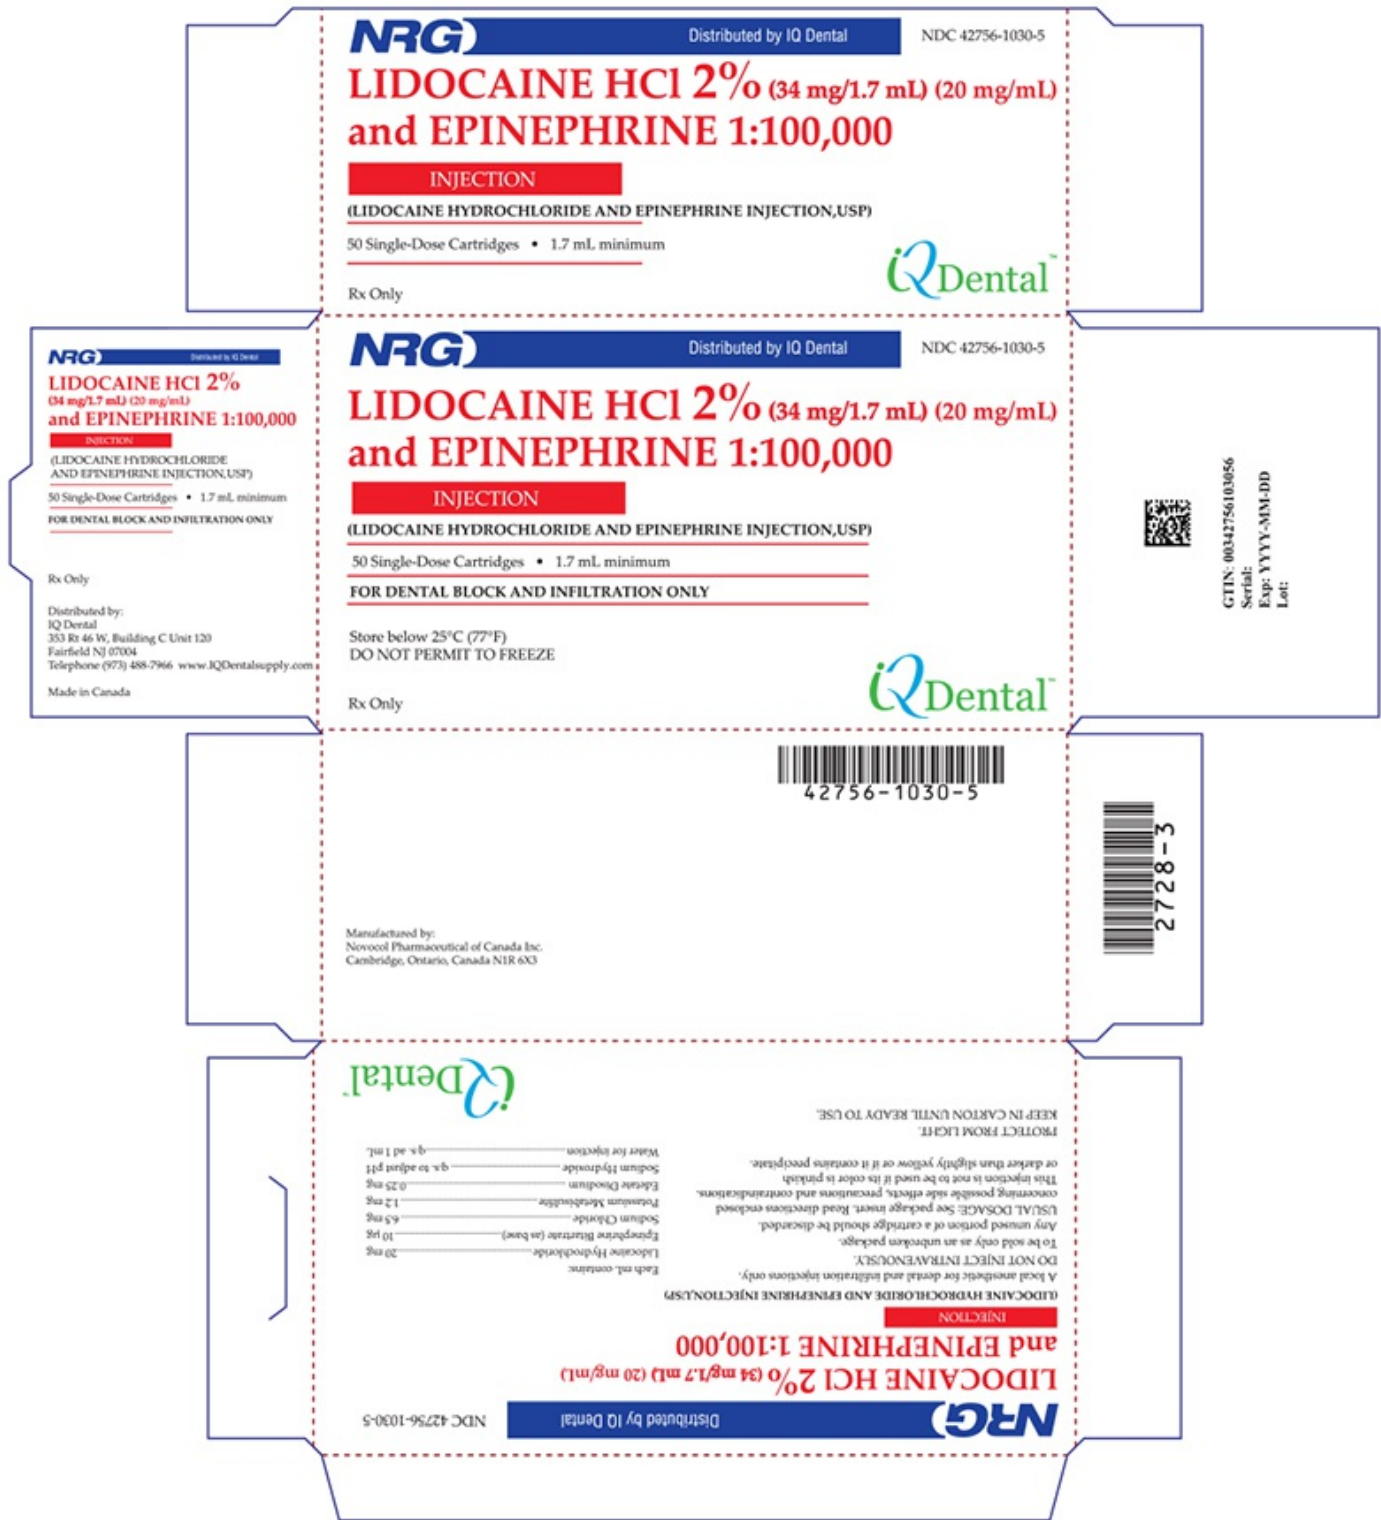 NRG Distributed by IQ Dental NDC 42756-1030-5
LIDOCAINE HCl 2% (34 mg/1.7 mL) (20 mg/mL)
and EPINEPHRINE 1:100,000
INJECTION
(LIDOCAINE HYDROCHLORIDE AND EPINEPHRINE INJECTION,USP)
50 Single-Dose Cartridges • 1.7 mL minimum
Rx Only
iQ Dental™
NRG Distributed by IQ Dental
LIDOCAINE HCl 2%
(34 mg/1.7 mL) (20 mg/mL)
and EPINEPHRINE 1:100,000
INJECTION
(LIDOCAINE HYDROCHLORIDE
AND EPINEPHRINE INJECTION,USP)
50 Single-Dose Cartridges • 1.7 mL minimum
FOR DENTAL BLOCK AND INFILTRATION ONLY
Rx Only
Distributed by:
IQ Dental
353 Rt 46 W, Building C Unit 120
Fairfield NJ 07004
Telephone (973) 488-7966 www.IQDentalsupply.com
Made in Canada
NRG Distributed by IQ Dental NDC 42756-1030-5
LIDOCAINE HCl 2% (34 mg/1.7 mL) (20 mg/mL)
and EPINEPHRINE 1:100,000
INJECTION
(LIDOCAINE HYDROCHLORIDE AND EPINEPHRINE INJECTION,USP)
50 Single-Dose Cartridges • 1.7 mL minimum
FOR DENTAL BLOCK AND INFILTRATION ONLY
Store below 25°C (77°F)
DO NOT PERMIT TO FREEZE
Rx Only
iQ Dental™
GTIN: 00342756103056
Serial:
Exp: YYYY-MM-DD
Lot:
42756-1030-5
2728-3
Manufactured by:
Novocol Pharmaceutical of Canada Inc.
Cambridge, Ontario, Canada N1R 6X3
NRG Distributed by IQ Dental NDC 42756-1030-5
LIDOCAINE HCl 2% (34 mg/1.7 mL) (20 mg/mL)
and EPINEPHRINE 1:100,000
INJECTION
(LIDOCAINE HYDROCHLORIDE AND EPINEPHRINE INJECTION,USP)
A local anesthetic for dental and infiltration injections only.
DO NOT INJECT INTRAVENOUSLY.
To be sold only as an unbroken package.
Any unused portion of a cartridge should be discarded.
USUAL DOSAGE: See package insert. Read directions enclosed
concerning possible side effects, precautions and contraindications.
This injection is not to be used if its color is pinkish
or darker than slightly yellow or if it contains precipitate.
PROTECT FROM LIGHT.
KEEP IN CARTON UNTIL READY TO USE.
Each mL contains:
Lidocaine Hydrochloride 20 mg
Epinephrine Bitartrate (as base) 10 µg
Sodium Chloride 6.5 mg
Potassium Metabisulfite 1.2 mg
Edetate Disodium 0.25 mg
Sodium Hydroxide q.s. to adjust pH
Water for injection q.s. ad 1 mL
iQ Dental™